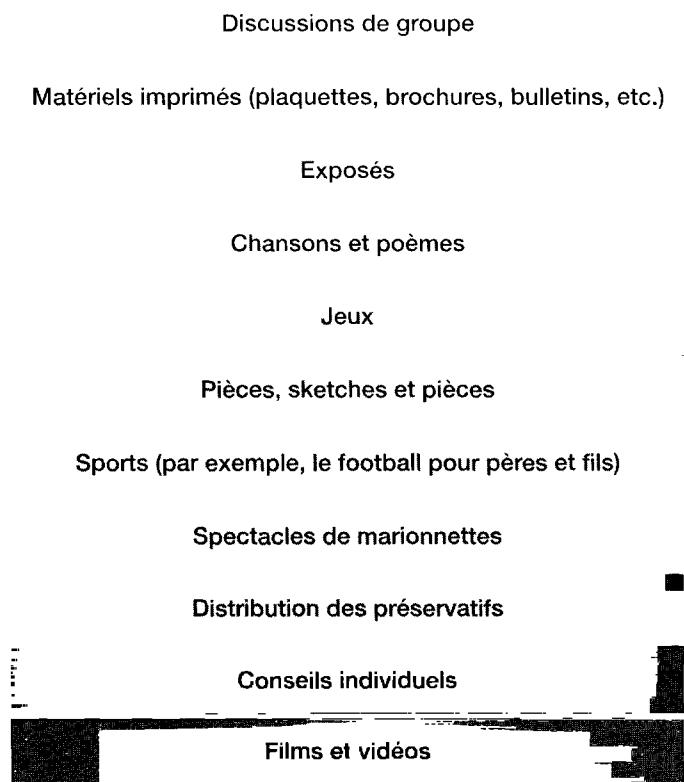 Discussions de groupe
Matériels imprimés (plaquettes, brochures, bulletins, etc.)
Exposés
Chansons et poèmes
Jeux
Pièces, sketches et pièces
Sports (par exemple, le football pour pères et fils)
Spectacles de marionnettes
Distribution des préservatifs
Conseils individuels
Films et vidéos